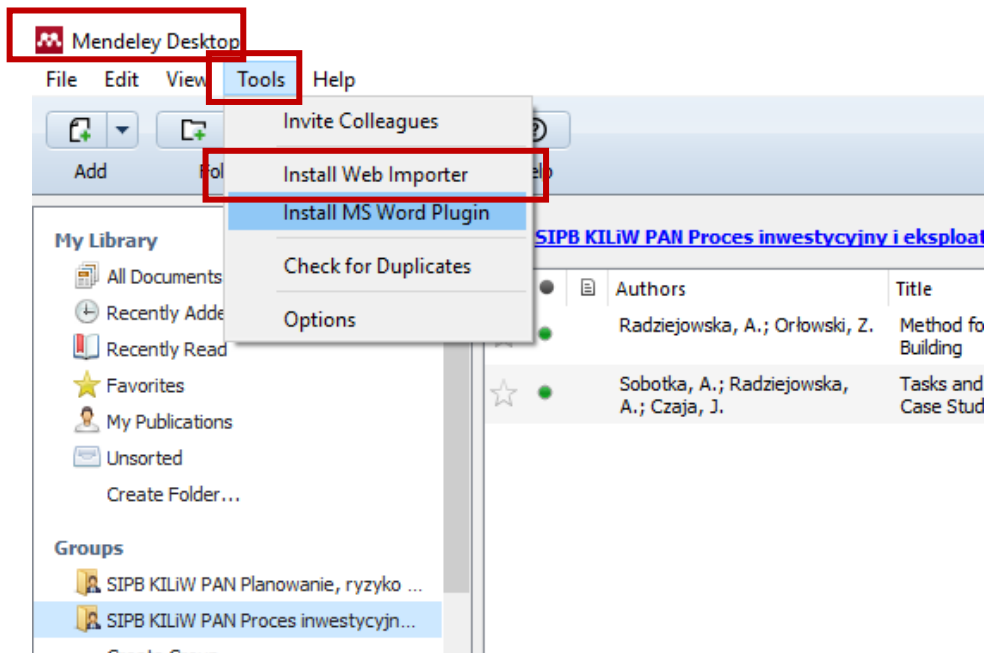 Mendeley Desktop
File Edit View Tools Help
Invite Colleagues
Install Web Importer
Install MS Word Plugin
Check for Duplicates
Options
Add
My Library
All Documents
Recently Adde
Recently Read
Favorites
My Publications
Unsorted
Create Folder...
Groups
SIPB KILiW PAN Planowanie, ryzyko ...
SIPB KILiW PAN Proces inwestycyjn...
SIPB KILiW PAN Proces inwestycyjny i eksploat
Authors Title
Radziejowska, A.; Orłowski, Z. Method fo
Building
Sobotka, A.; Radziejowska, Tasks and
A.; Czaja, J. Case Stud